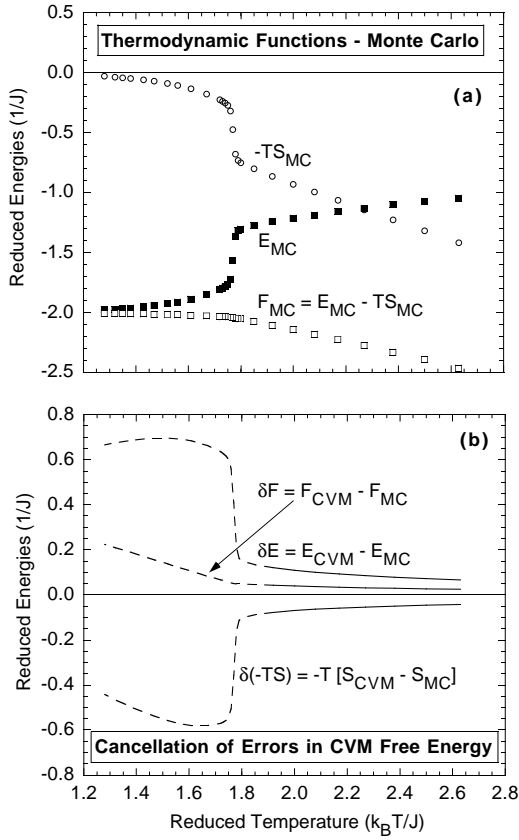 0.5
Thermodynamic Functions - Monte Carlo
0.0
(a)
-TS_MC
-0.5
Reduced Energies (1/J)
-1.0
E_MC
-1.5
F_MC = E_MC - TS_MC
-2.0
-2.5
(b)
0.8
0.6
δF = F_CVM - F_MC
0.4
δE = E_CVM - E_MC
0.2
Reduced Energies (1/J)
0.0
-0.2
δ(-TS) = -T [S_CVM - S_MC]
-0.4
-0.6
Cancellation of Errors in CVM Free Energy
-0.8
1.2 1.4 1.6 1.8 2.0 2.2 2.4 2.6 2.8
Reduced Temperature (k_BT/J)